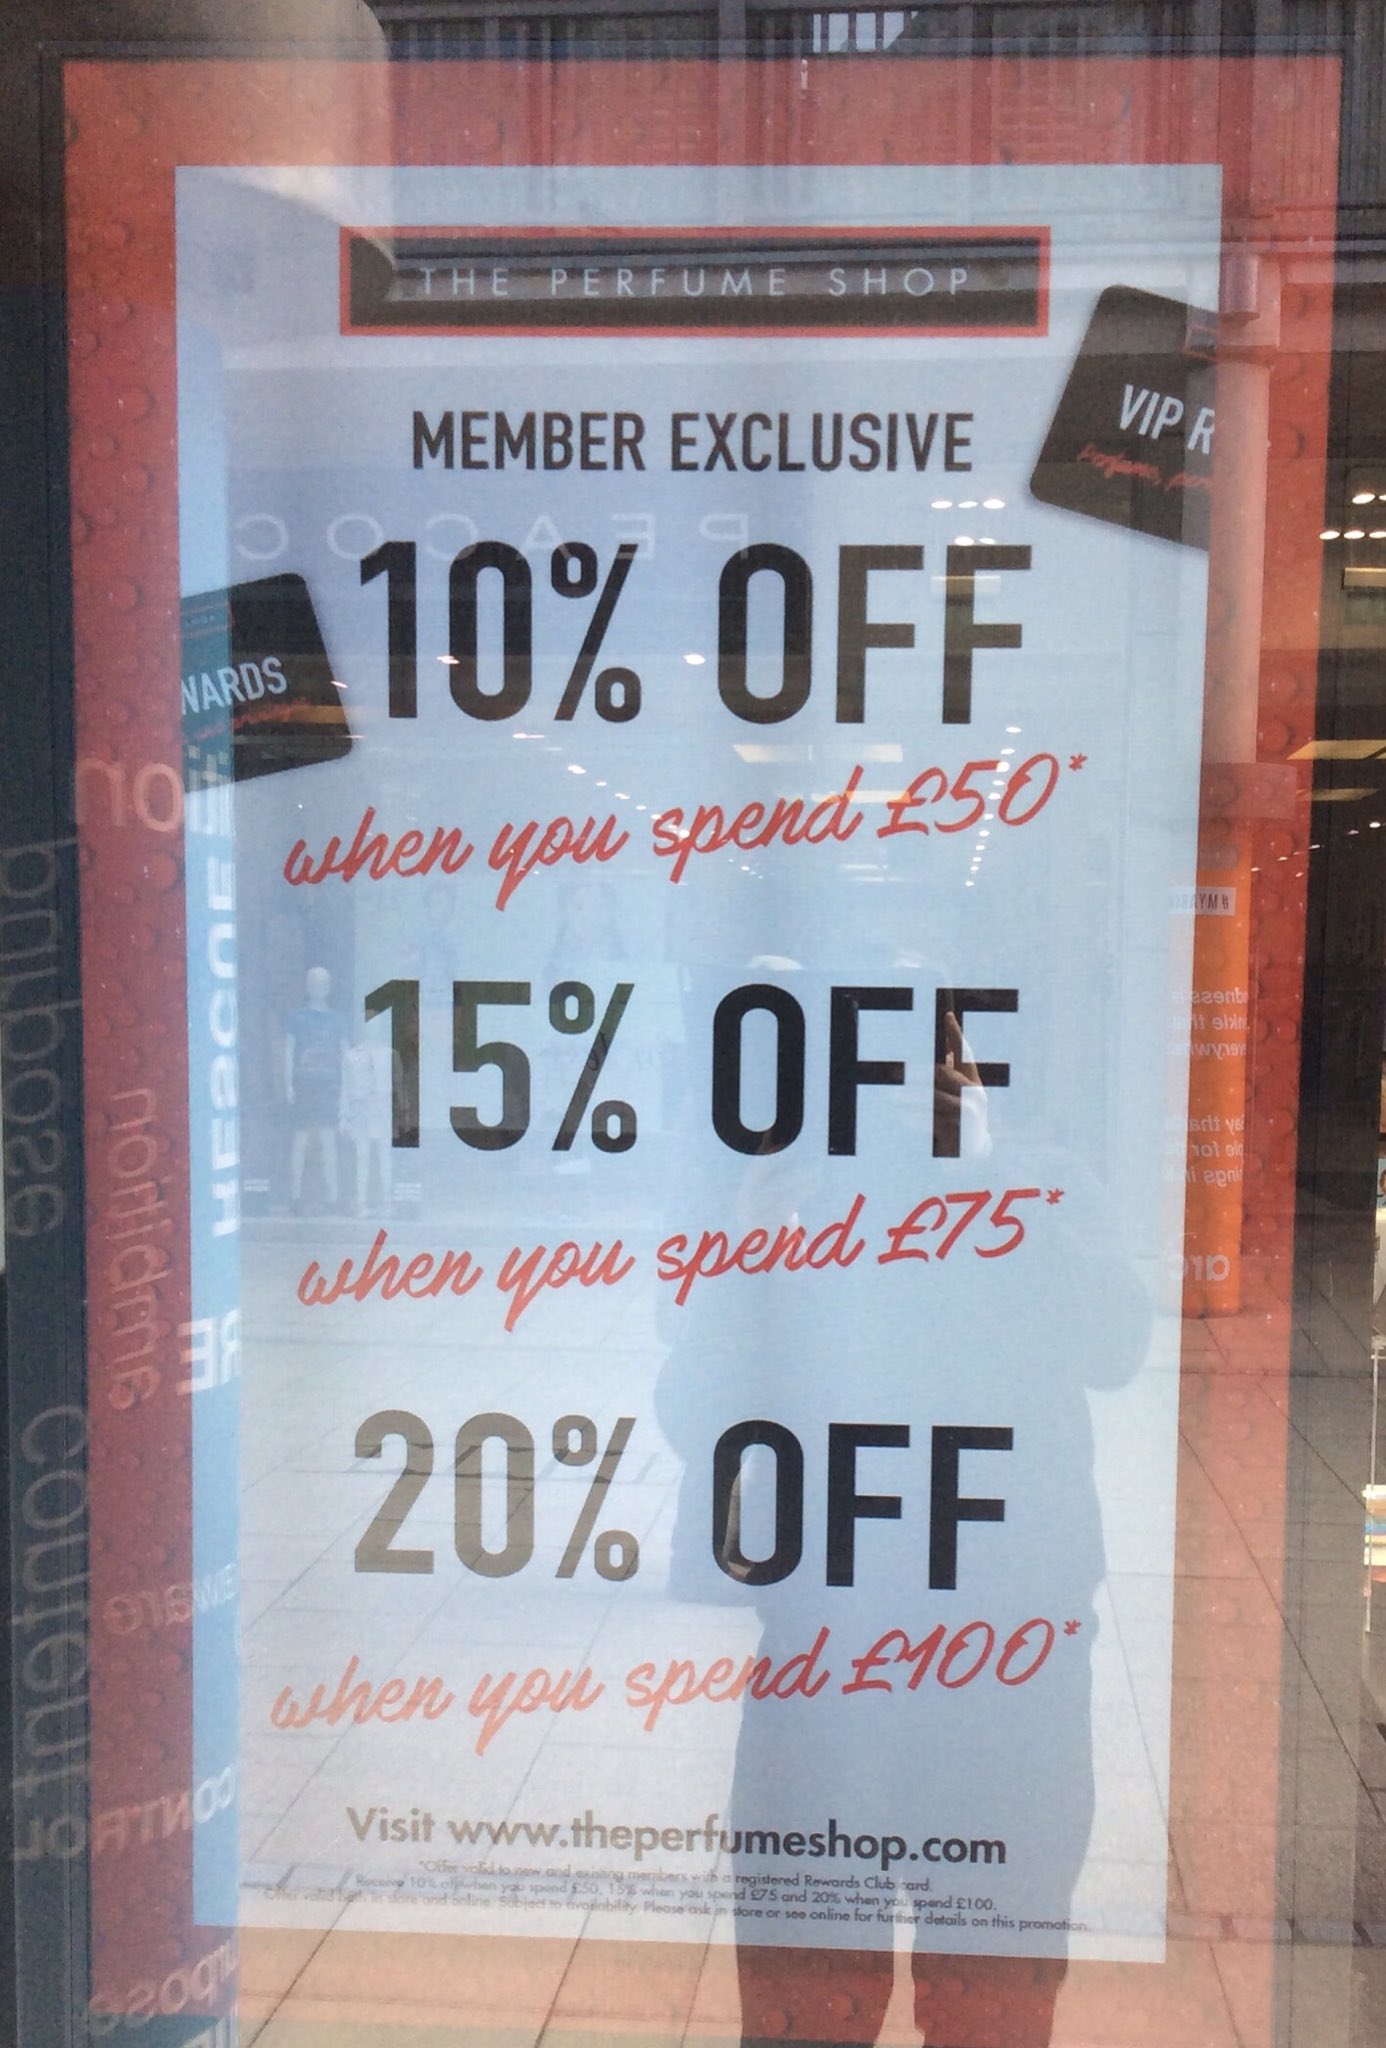 THE PERFUME SHOP
MEMBER EXCLUSIVE
VIP R
PEACOC
10% OFF
WARDS
when you spend £50*
15% OFF
when you spend £75*
20% OFF
when you spend £100*
Visit www.theperfumeshop.com
*Offer valid to new and existing members with a registered Rewards Club card.
Receive 10% off when you spend £50, 15% when you spend £75 and 20% when you spend £100.
Offer valid both in store and online. Subject to availability. Please ask in store or see online for further details on this promotion.